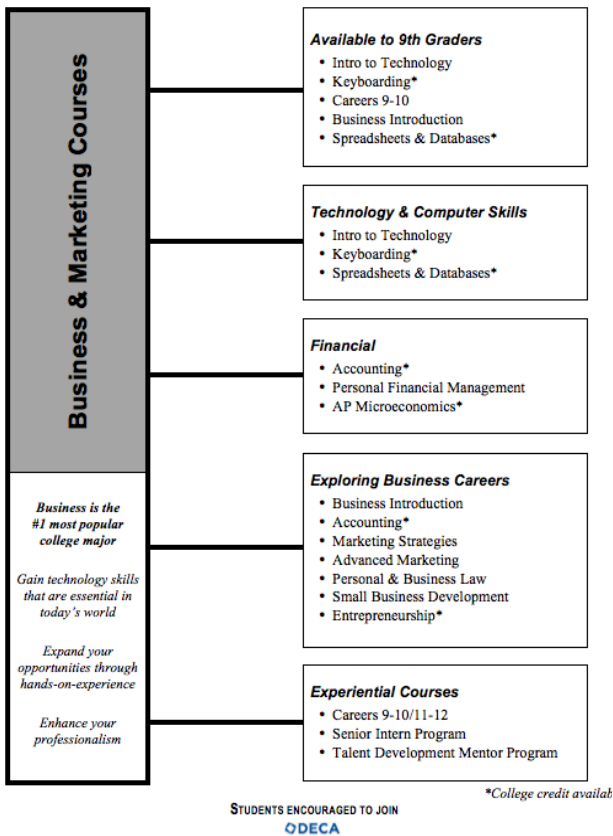 Business & Marketing Courses
Business is the
#1 most popular
college major
Gain technology skills
that are essential in
today's world
Expand your
opportunities through
hands-on-experience
Enhance your
professionalism
Available to 9th Graders
• Intro to Technology
• Keyboarding*
• Careers 9-10
• Business Introduction
• Spreadsheets & Databases*
Technology & Computer Skills
• Intro to Technology
• Keyboarding*
• Spreadsheets & Databases*
Financial
• Accounting*
• Personal Financial Management
• AP Microeconomics*
Exploring Business Careers
• Business Introduction
• Accounting*
• Marketing Strategies
• Advanced Marketing
• Personal & Business Law
• Small Business Development
• Entrepreneurship*
Experiential Courses
• Careers 9-10/11-12
• Senior Intern Program
• Talent Development Mentor Program
*College credit availab
STUDENTS ENCOURAGED TO JOIN
DECA